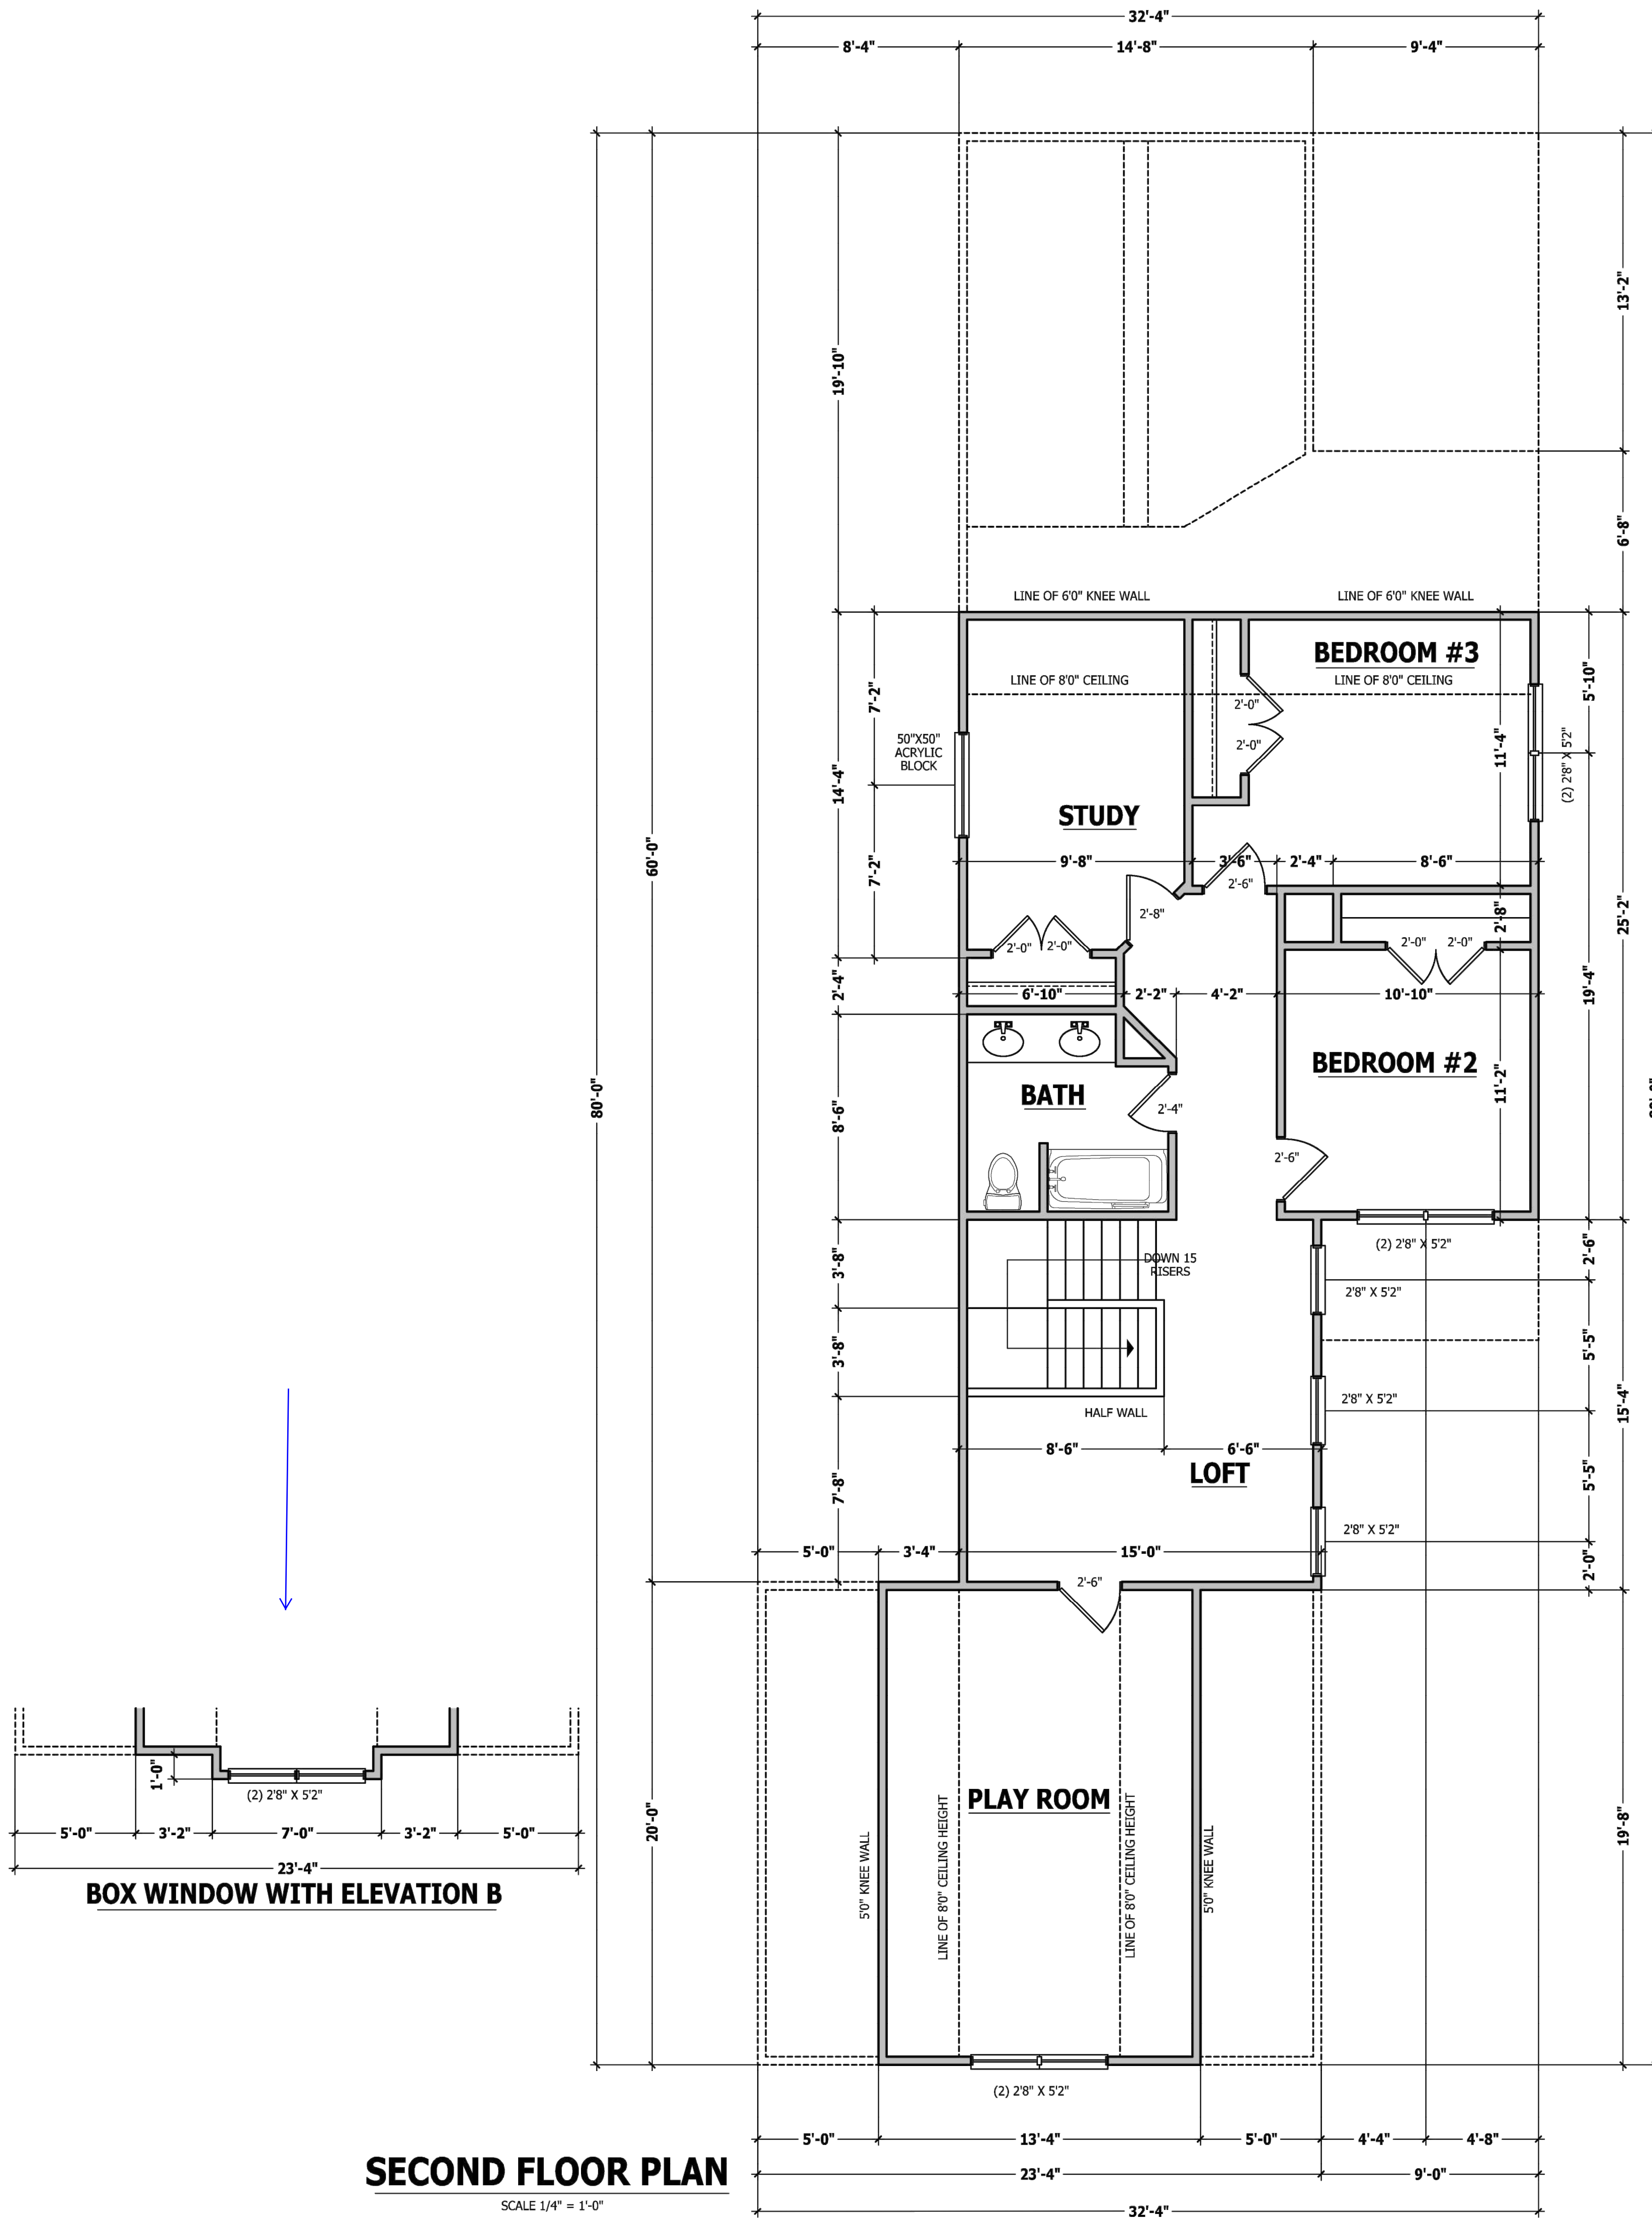 32'-4"
8'-4" 14'-8" 9'-4"
13'-2"
19'-10"
6'-8"
LINE OF 6'0" KNEE WALL LINE OF 6'0" KNEE WALL
BEDROOM #3
LINE OF 8'0" CEILING LINE OF 8'0" CEILING
7'-2"
5'-10"
2'-0"
2'-0"
50"X50"
ACRYLIC
BLOCK
11'-4"
(2) 2'8" X 5'2"
14'-4"
STUDY
60'-0"
7'-2"
9'-8" 3'-6" 2'-4" 8'-6"
2'-6"
2'-8"
2'-8"
25'-2"
2'-0" 2'-0"
2'-0" 2'-0"
2'-4"
6'-10" 2'-2" 4'-2" 10'-10"
19'-4"
BEDROOM #2
11'-2"
80'-0"
BATH
2'-4"
8'-6"
2'-6"
(2) 2'8" X 5'2"
2'-6"
3'-8"
DOWN 15
RISERS
2'8" X 5'2"
3'-8"
5'-5"
2'8" X 5'2"
15'-4"
HALF WALL
8'-6" 6'-6"
LOFT
7'-8"
5'-5"
2'8" X 5'2"
5'-0" 3'-4" 15'-0"
2'-0"
2'-6"
1'-0"
(2) 2'8" X 5'2"
5'-0" 3'-2" 7'-0" 3'-2" 5'-0"
23'-4"
BOX WINDOW WITH ELEVATION B
20'-0"
PLAY ROOM
5'0" KNEE WALL
LINE OF 8'0" CEILING HEIGHT
LINE OF 8'0" CEILING HEIGHT
5'0" KNEE WALL
19'-8"
(2) 2'8" X 5'2"
5'-0" 13'-4" 5'-0" 4'-4" 4'-8"
23'-4" 9'-0"
32'-4"
SECOND FLOOR PLAN
SCALE 1/4" = 1'-0"